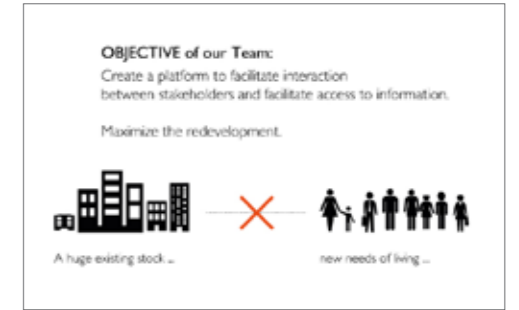 OBJECTIVE of our Team:
Create a platform to facilitate interaction
between stakeholders and facilitate access to information.
Maximize the redevelopment.
A huge existing stock ...
new needs of living ...